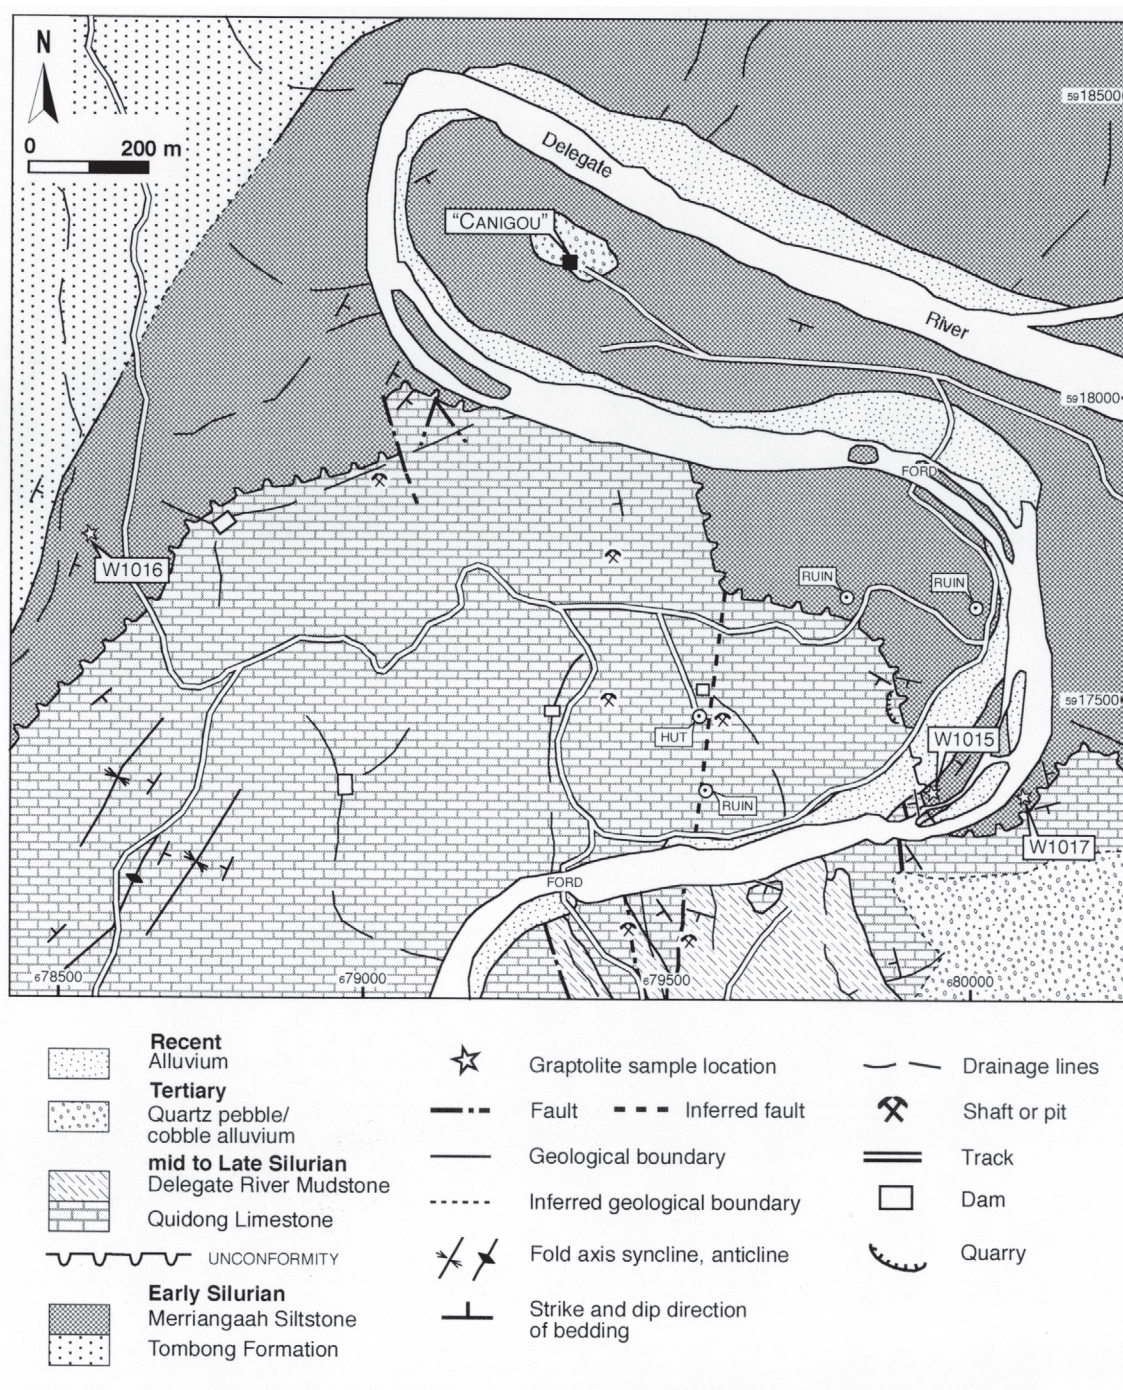 N
0 200 m
5918500
Delegate
"CANIGOU"
River
5918000
FORD
W1016
RUIN RUIN
5917500
W1015
HUT
RUIN
W1017
FORD
678500 679000 679500 680000
Recent
Alluvium
Tertiary
Quartz pebble/
cobble alluvium
mid to Late Silurian
Delegate River Mudstone
Quidong Limestone
UNCONFORMITY
Early Silurian
Merriangaah Siltstone
Tombong Formation
Graptolite sample location
Fault Inferred fault
Geological boundary
Inferred geological boundary
Fold axis syncline, anticline
Strike and dip direction
of bedding
Drainage lines
Shaft or pit
Track
Dam
Quarry